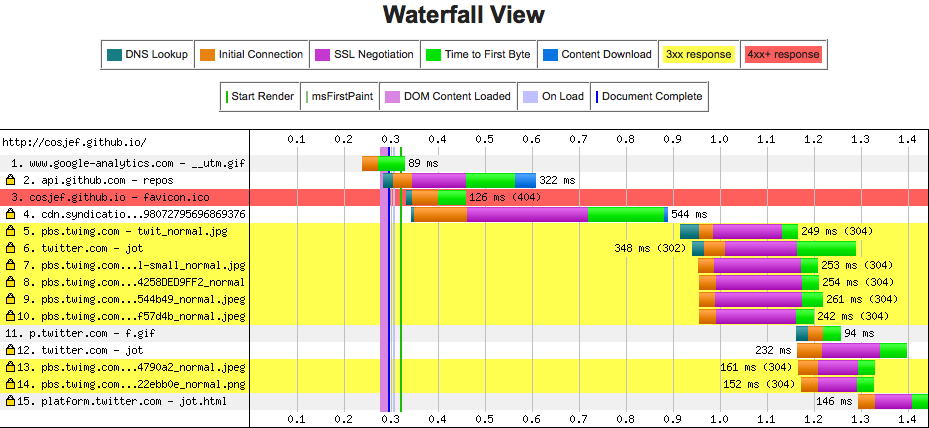 Waterfall View
DNS Lookup Initial Connection SSL Negotiation Time to First Byte Content Download 3xx response 4xx+ response
Start Render msFirstPaint DOM Content Loaded On Load Document Complete
http://cosjef.github.io/ 0.1 0.2 0.3 0.4 0.5 0.6 0.7 0.8 0.9 1.0 1.1 1.2 1.3 1.4
1. www.google-analytics.com - __utm.gif 89 ms
2. api.github.com - repos 322 ms
3. cosjef.github.io - favicon.ico 126 ms (404)
4. cdn.syndicatio...98072795696869376 544 ms
5. pbs.twimg.com - twit_normal.jpg 249 ms (304)
6. twitter.com - jot 348 ms (302)
7. pbs.twimg.com...l-small_normal.jpg 253 ms (304)
8. pbs.twimg.com...4258DED9FF2_normal 254 ms (304)
9. pbs.twimg.com...544b49_normal.jpeg 261 ms (304)
10. pbs.twimg.com...f57d4b_normal.jpeg 242 ms (304)
11. p.twitter.com - f.gif 94 ms
12. twitter.com - jot 232 ms
13. pbs.twimg.com...4790a2_normal.jpeg 161 ms (304)
14. pbs.twimg.com...22ebb0e_normal.png 152 ms (304)
15. platform.twitter.com - jot.html 146 ms
0.1 0.2 0.3 0.4 0.5 0.6 0.7 0.8 0.9 1.0 1.1 1.2 1.3 1.4